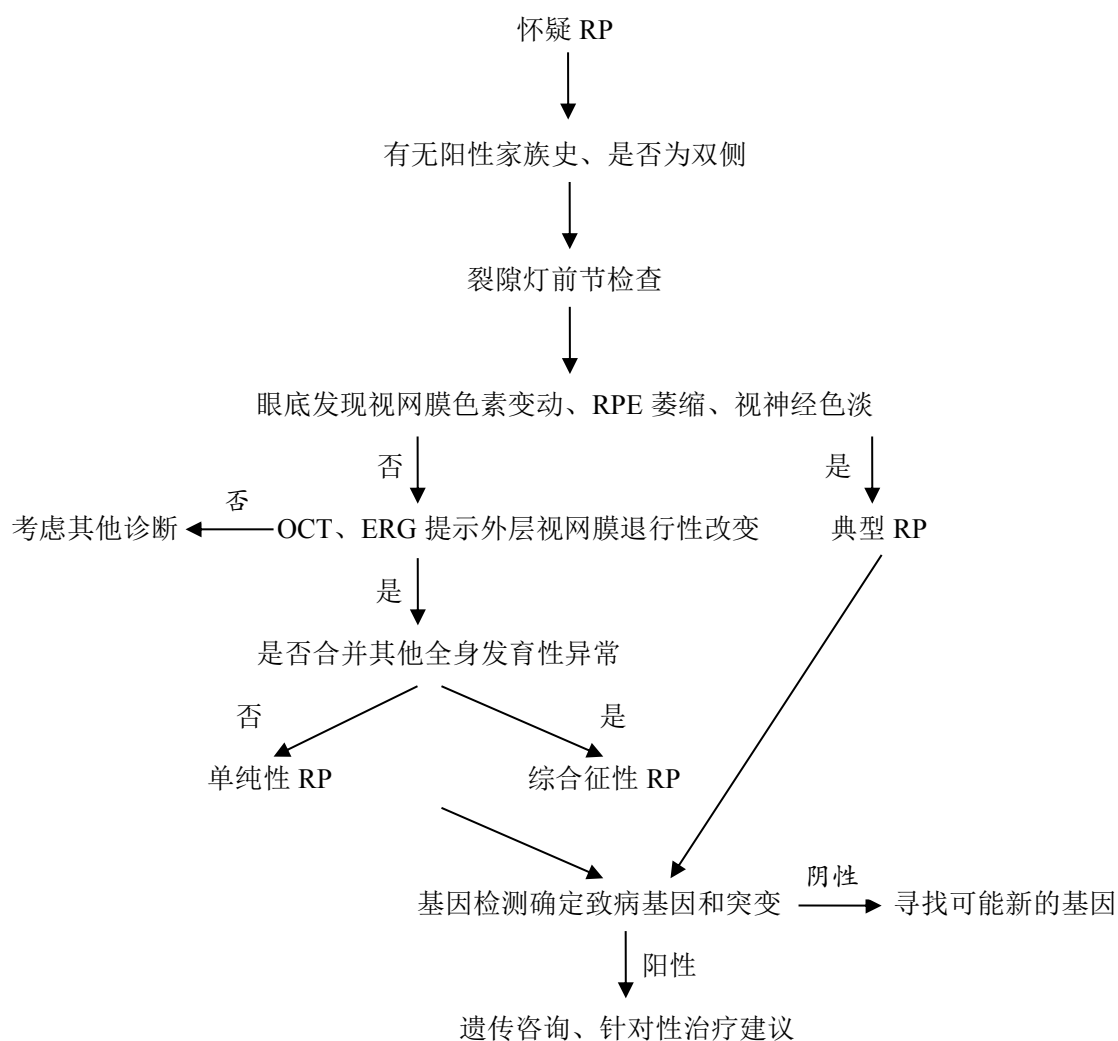 怀疑 RP
有无阳性家族史、是否为双侧
裂隙灯前节检查
眼底发现视网膜色素变动、RPE 萎缩、视神经色淡
否
是
否
考虑其他诊断
OCT、ERG 提示外层视网膜退行性改变
典型 RP
是
是否合并其他全身发育性异常
否
是
单纯性 RP
综合征性 RP
基因检测确定致病基因和突变
阴性
寻找可能新的基因
阳性
遗传咨询、针对性治疗建议